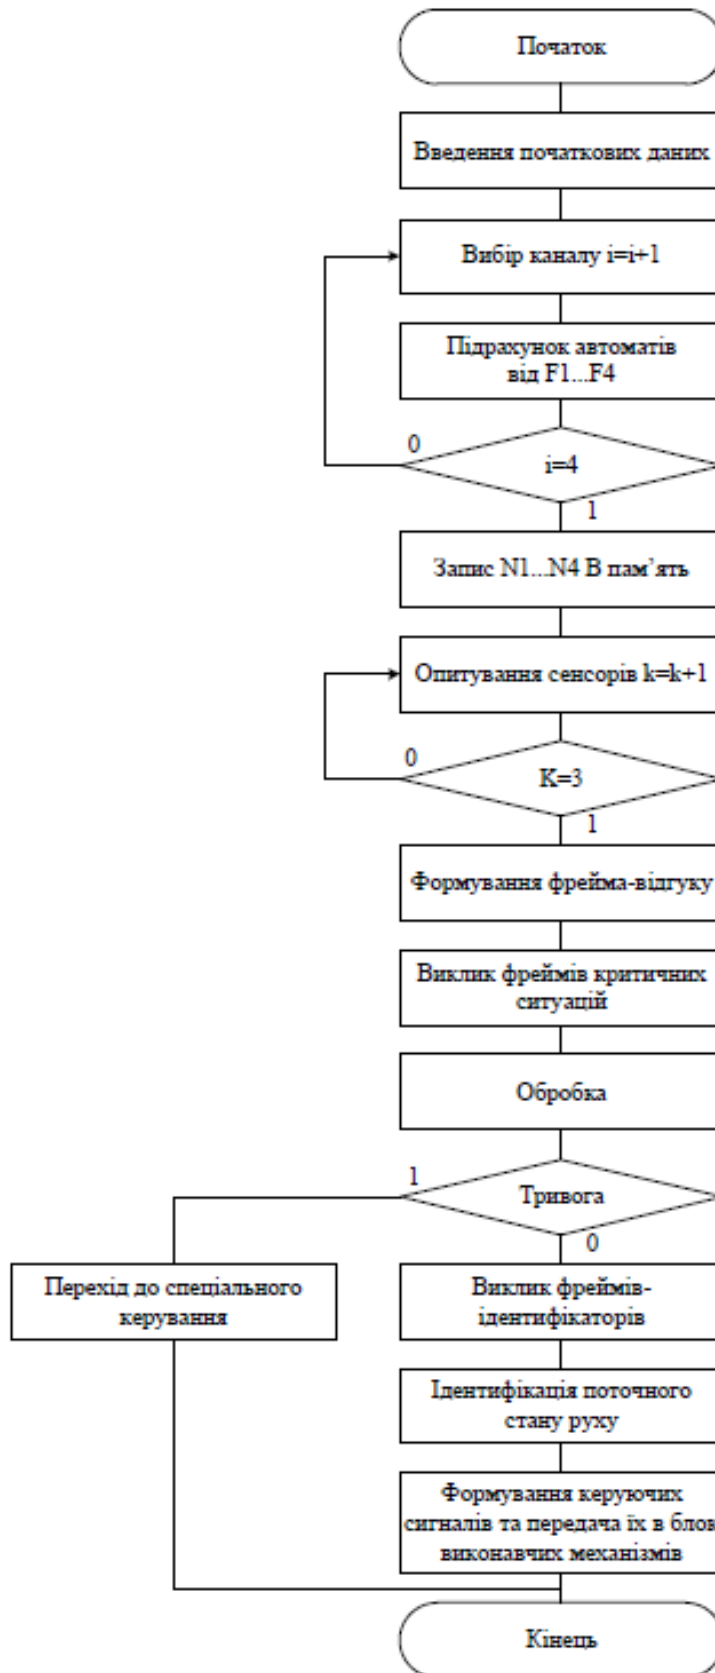 Початок
Введення початкових даних
Вибір каналу i=i+1
Підрахунок автоматів
від F1...F4
0
i=4
1
Запис N1...N4 В пам’ять
Опитування сенсорів k=k+1
0
K=3
1
Формування фрейма-відгуку
Виклик фреймів критичних
ситуацій
Обробка
1
Тривога
0
Перехід до спеціального
керування
Виклик фреймів-
ідентифікаторів
Ідентифікація поточного
стану руху
Формування керуючих
сигналів та передача їх в блок
виконавчих механізмів
Кінець